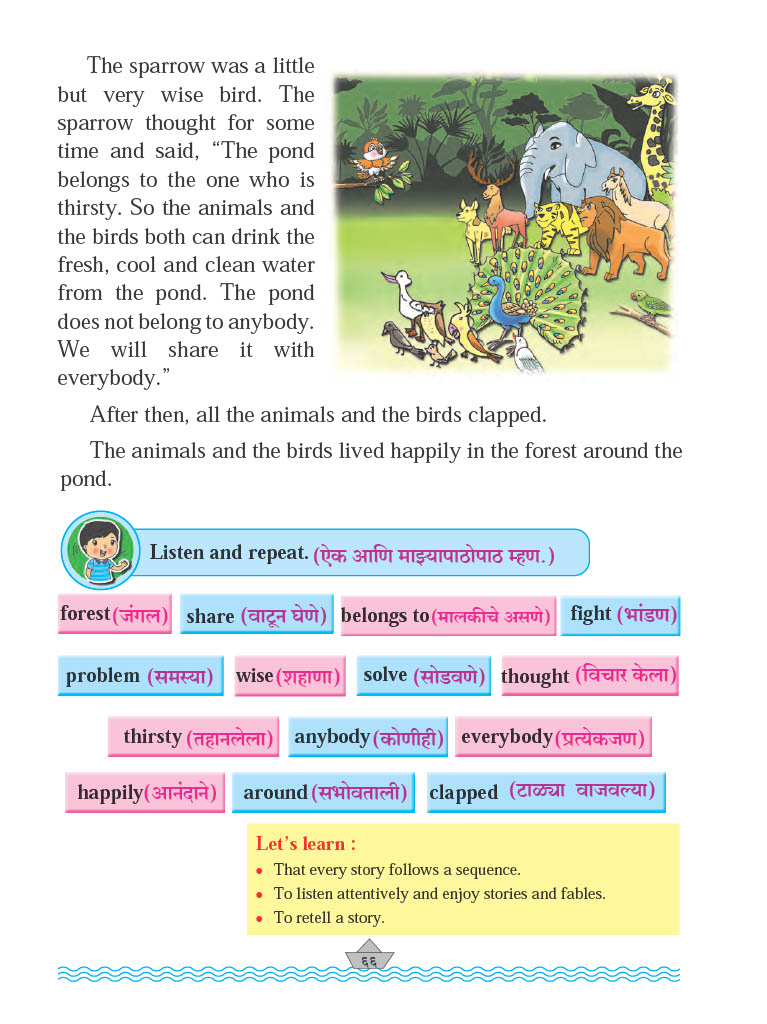 The sparrow was a little
but very wise bird. The
sparrow thought for some
time and said, “The pond
belongs to the one who is
thirsty. So the animals and
the birds both can drink the
fresh, cool and clean water
from the pond. The pond
does not belong to anybody.
We will share it with
everybody.”
After then, all the animals and the birds clapped.
The animals and the birds lived happily in the forest around the
pond.
Listen and repeat. (ऐक आणि माझ्यापाठोपाठ म्हण.)
forest (जंगल) share (वाटून घेणे) belongs to (मालकीचे असणे) fight (भांडण)
problem (समस्या) wise (शहाणा) solve (सोडवणे) thought (विचार केला)
thirsty (तहानलेला) anybody (कोणीही) everybody (प्रत्येकजण)
happily (आनंदाने) around (सभोवताली) clapped (टाळ्या वाजवल्या)
Let’s learn :
• That every story follows a sequence.
• To listen attentively and enjoy stories and fables.
• To retell a story.
६६